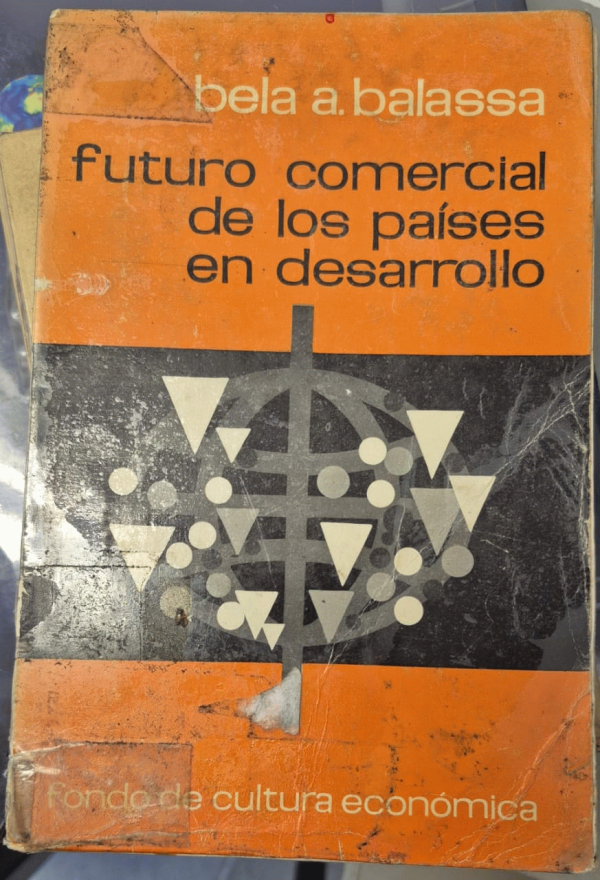 bela a. balassa
futuro comercial
de los países
en desarrollo
fondo de cultura económica